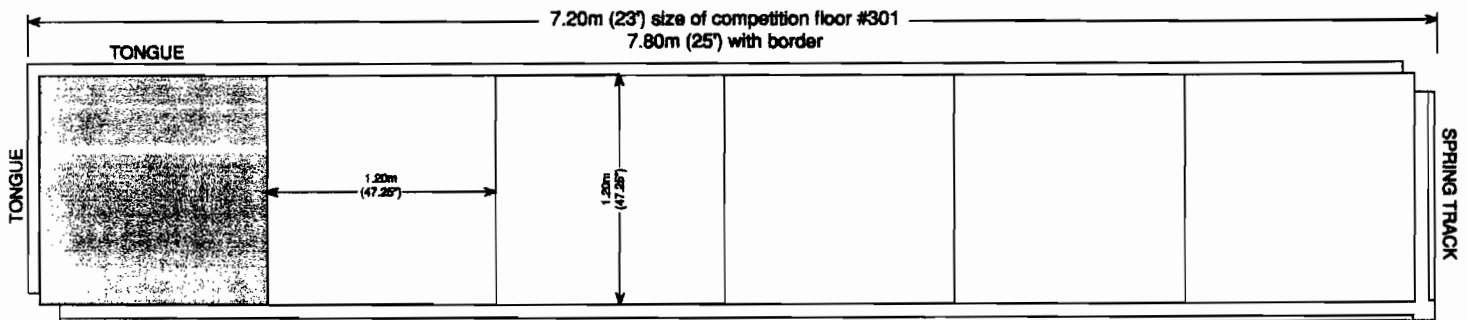 7.20m (23') size of competition floor #301
7.80m (25') with border
TONGUE
TONGUE
1.20m
(47.25")
1.20m
(47.25")
SPRING TRACK